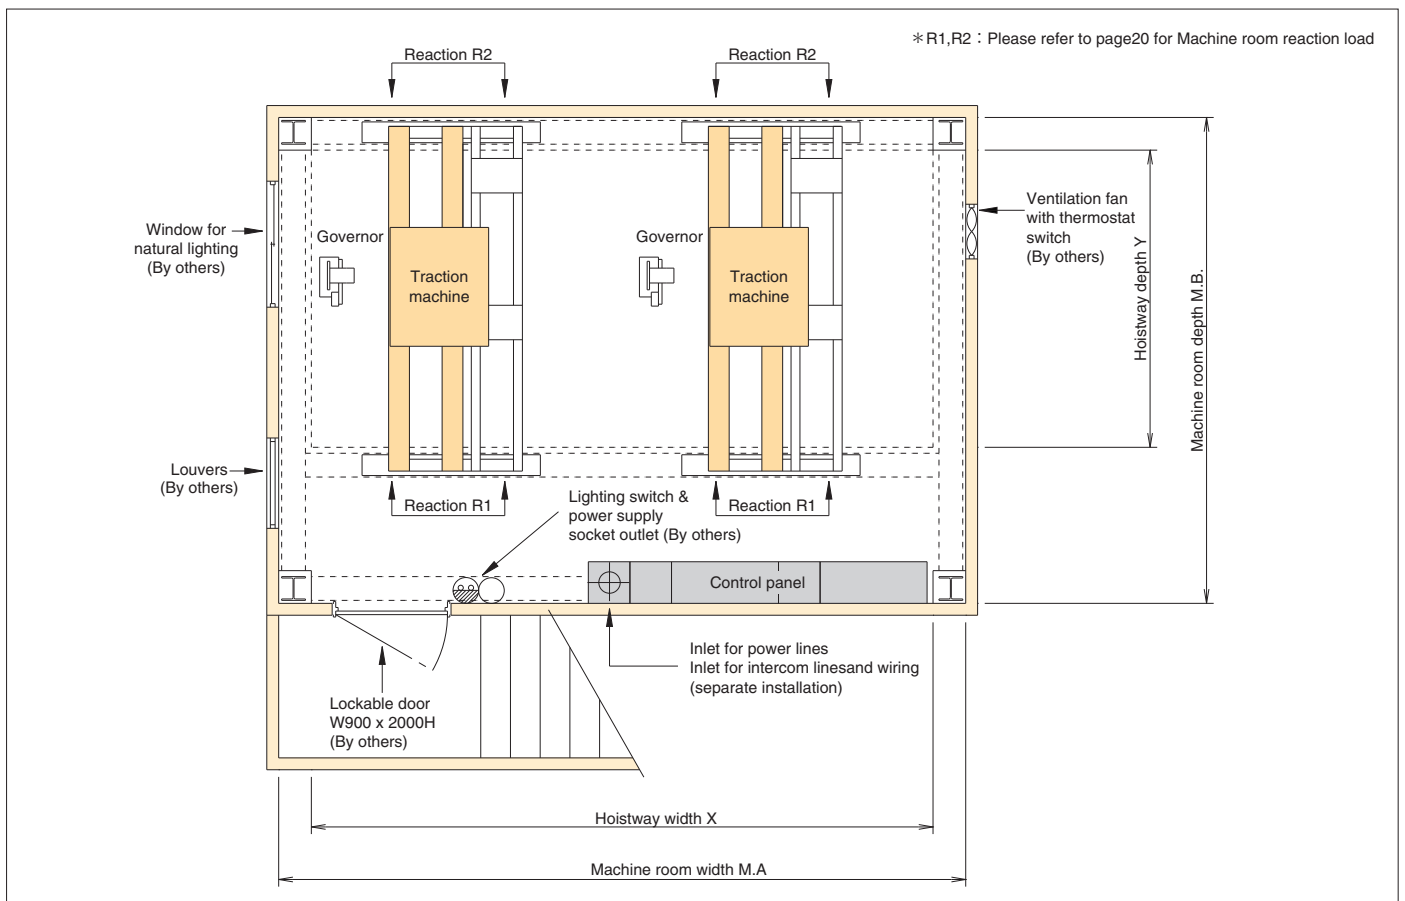 ＊R1,R2：Please refer to page20 for Machine room reaction load
Reaction R2
Reaction R2
Window for
natural lighting
(By others)
Governor
Traction
machine
Governor
Traction
machine
Ventilation fan
with thermostat
switch
(By others)
Hoistway depth Y
Machine room depth M.B.
Louvers
(By others)
Reaction R1
Lighting switch &
power supply
socket outlet (By others)
Reaction R1
Control panel
Inlet for power lines
Inlet for intercom linesand wiring
(separate installation)
Lockable door
W900 x 2000H
(By others)
Hoistway width X
Machine room width M.A